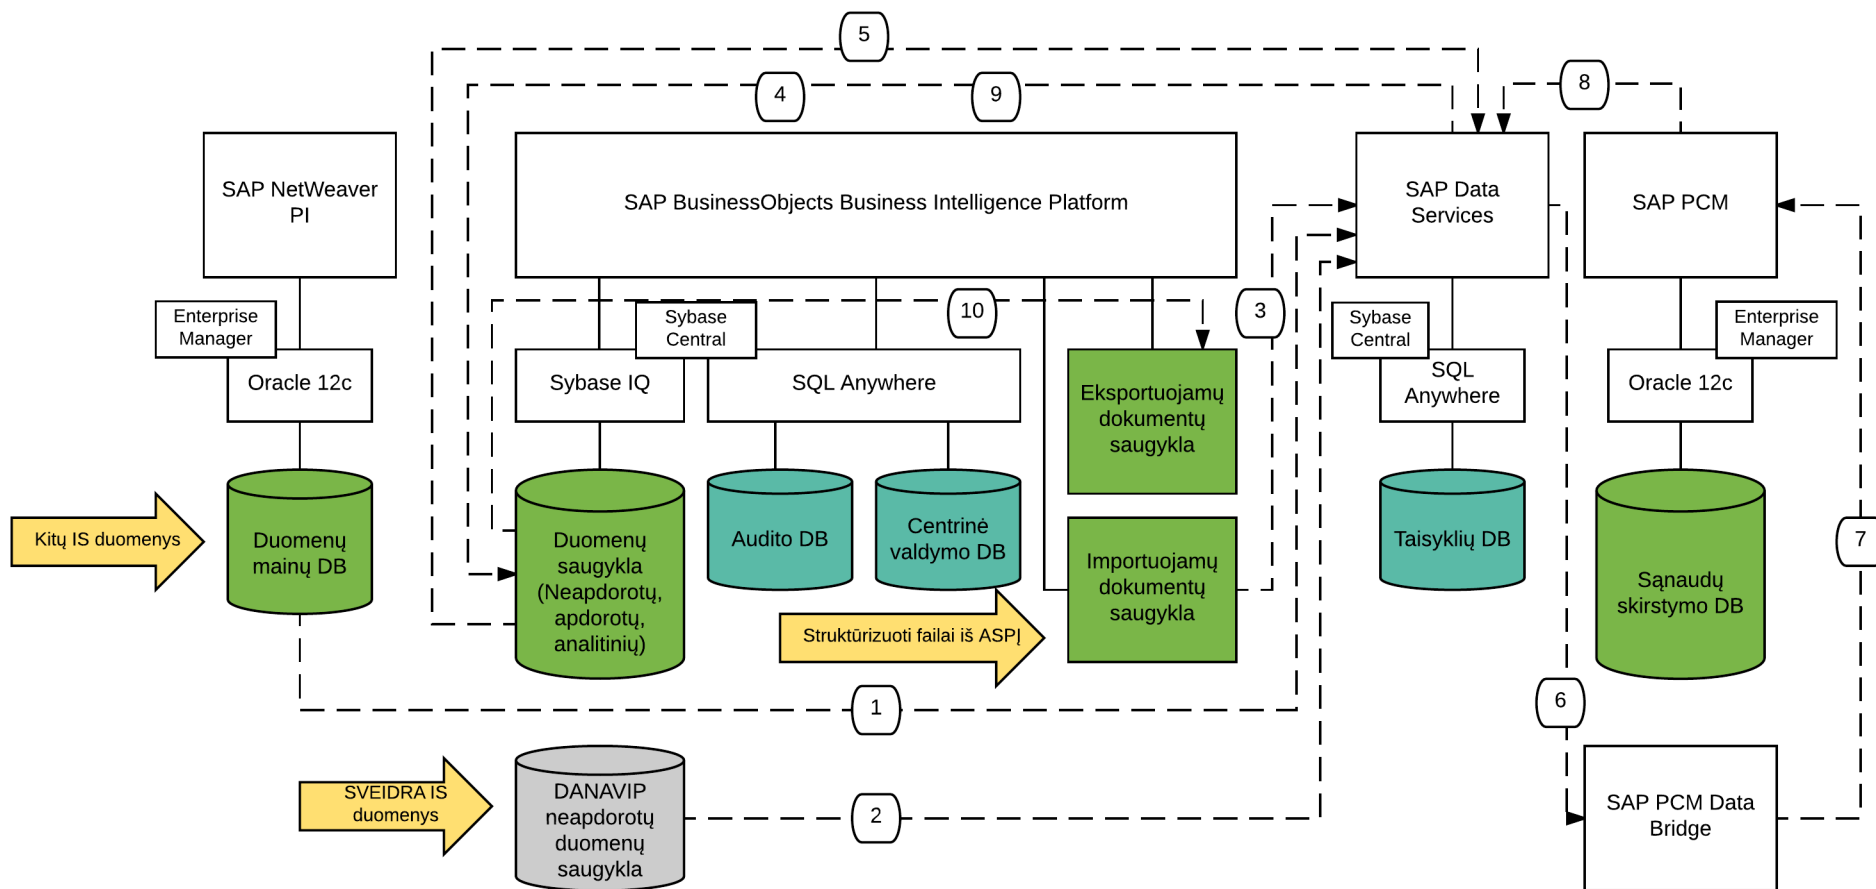 5
4
9
8
SAP NetWeaver
PI
SAP BusinessObjects Business Intelligence Platform
SAP Data
Services
SAP PCM
Enterprise
Manager
Sybase
Central
10
3
Sybase
Central
Enterprise
Manager
Oracle 12c
Sybase IQ
SQL Anywhere
Eksportuojamų
dokumentų
saugykla
SQL
Anywhere
Oracle 12c
Kitų IS duomenys
Duomenų
mainų DB
Duomenų
saugykla
(Neapdorotų,
apdorotų,
analitinių)
Audito DB
Centrinė
valdymo DB
Importuojamų
dokumentų
saugykla
Taisyklių DB
Sąnaudų
skirstymo DB
7
Struktūrizuoti failai iš ASPĮ
1
6
SVEIDRA IS
duomenys
DANAVIP
neapdorotų
duomenų
saugykla
2
SAP PCM Data
Bridge